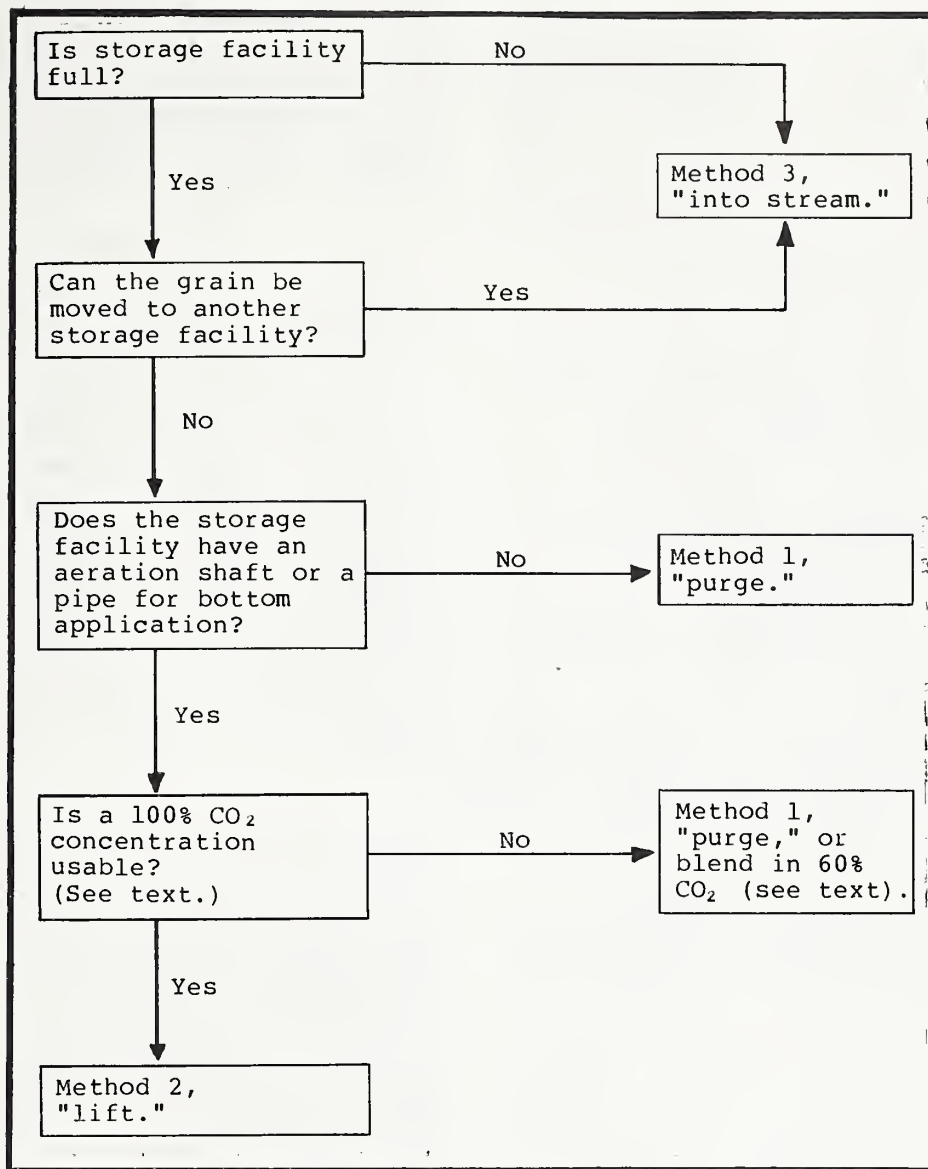 Is storage facility
full?
No
Yes
Method 3,
"into stream."
Can the grain be
moved to another
storage facility?
Yes
No
Does the storage
facility have an
aeration shaft or a
pipe for bottom
application?
No
Method 1,
"purge."
Yes
Is a 100% CO₂
concentration
usable?
(See text.)
No
Method 1,
"purge," or
blend in 60%
CO₂ (see text).
Yes
Method 2,
"lift."